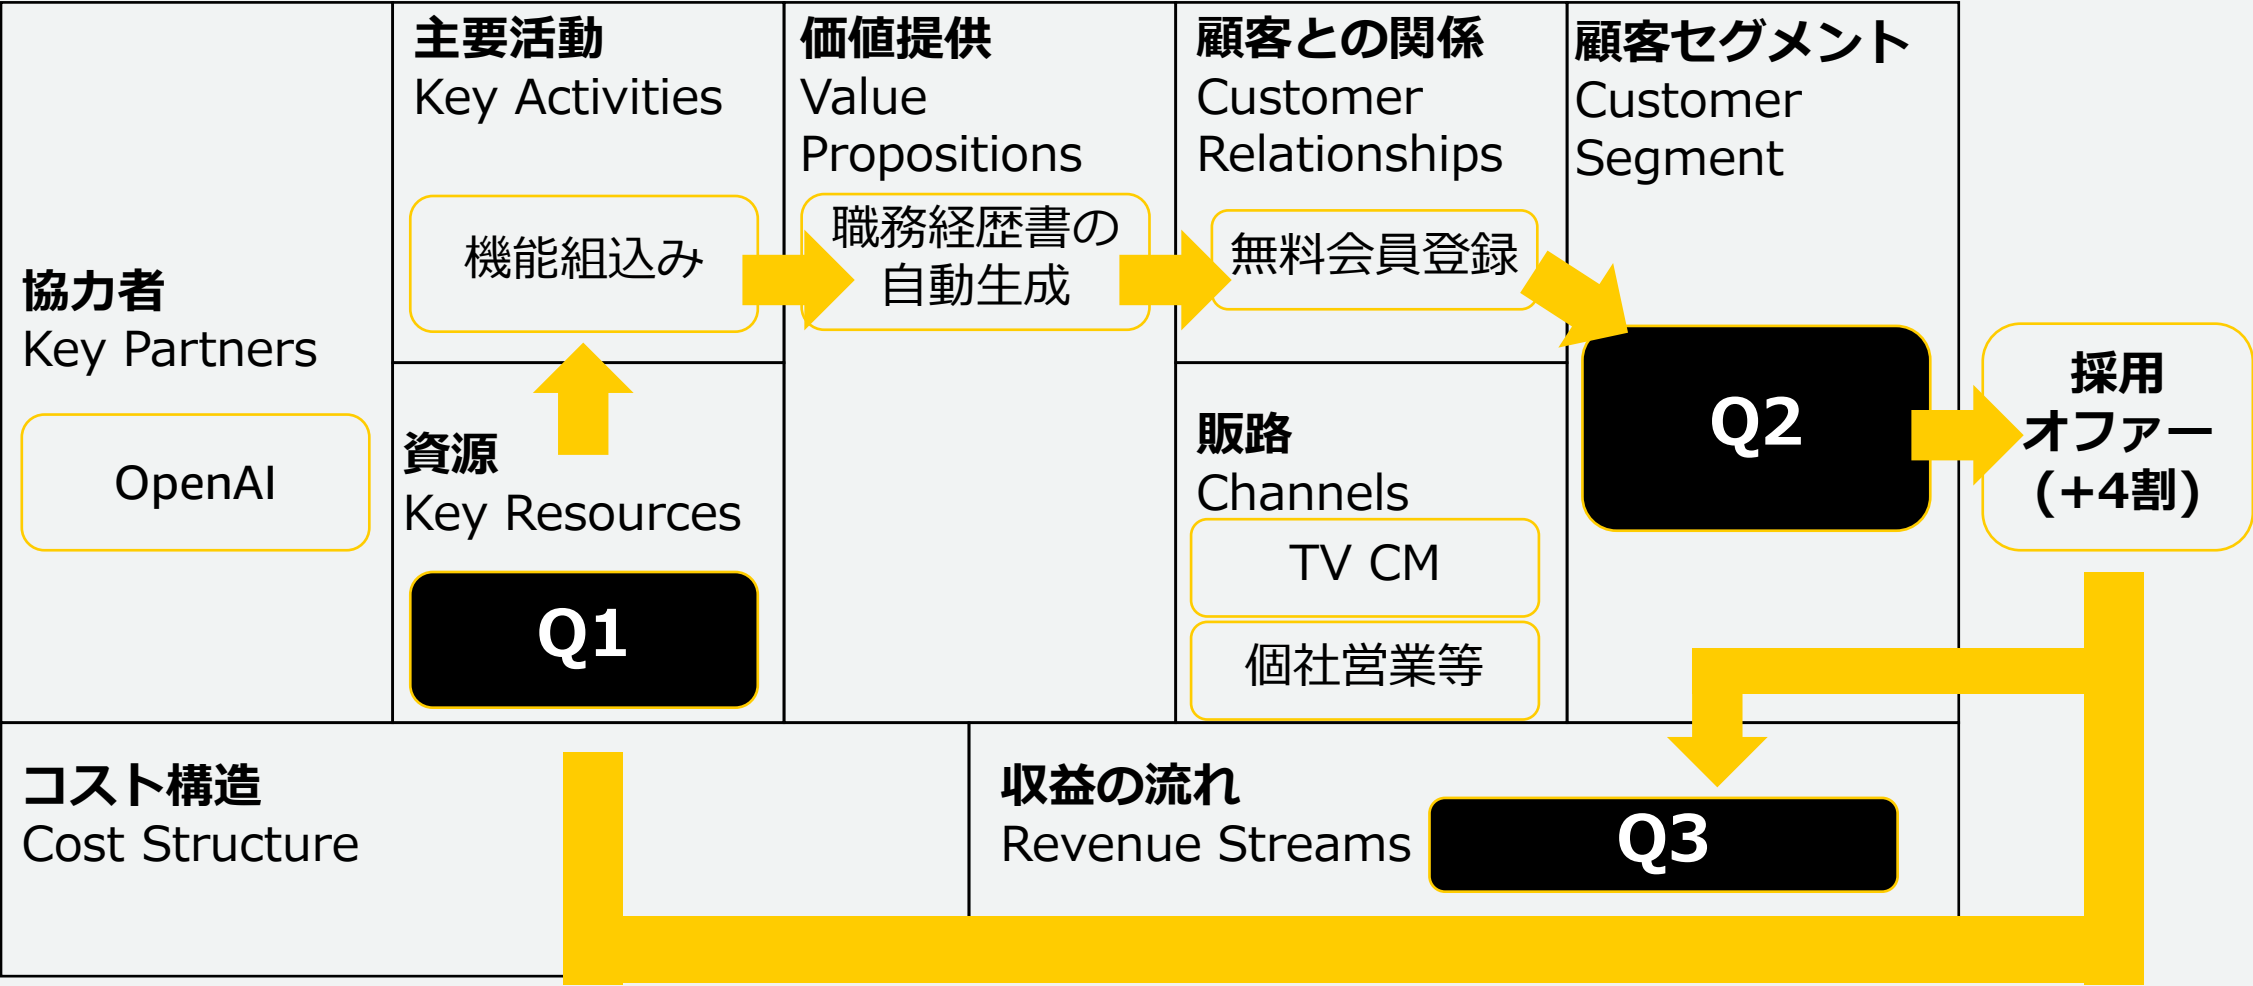 協力者
Key Partners
OpenAI
主要活動
Key Activities
機能組込み
資源
Key Resources
Q1
価値提供
Value
Propositions
職務経歴書の
自動生成
顧客との関係
Customer
Relationships
無料会員登録
販路
Channels
TV CM
個社営業等
顧客セグメント
Customer
Segment
Q2
採用
オファー
(+4割)
コスト構造
Cost Structure
収益の流れ
Revenue Streams
Q3